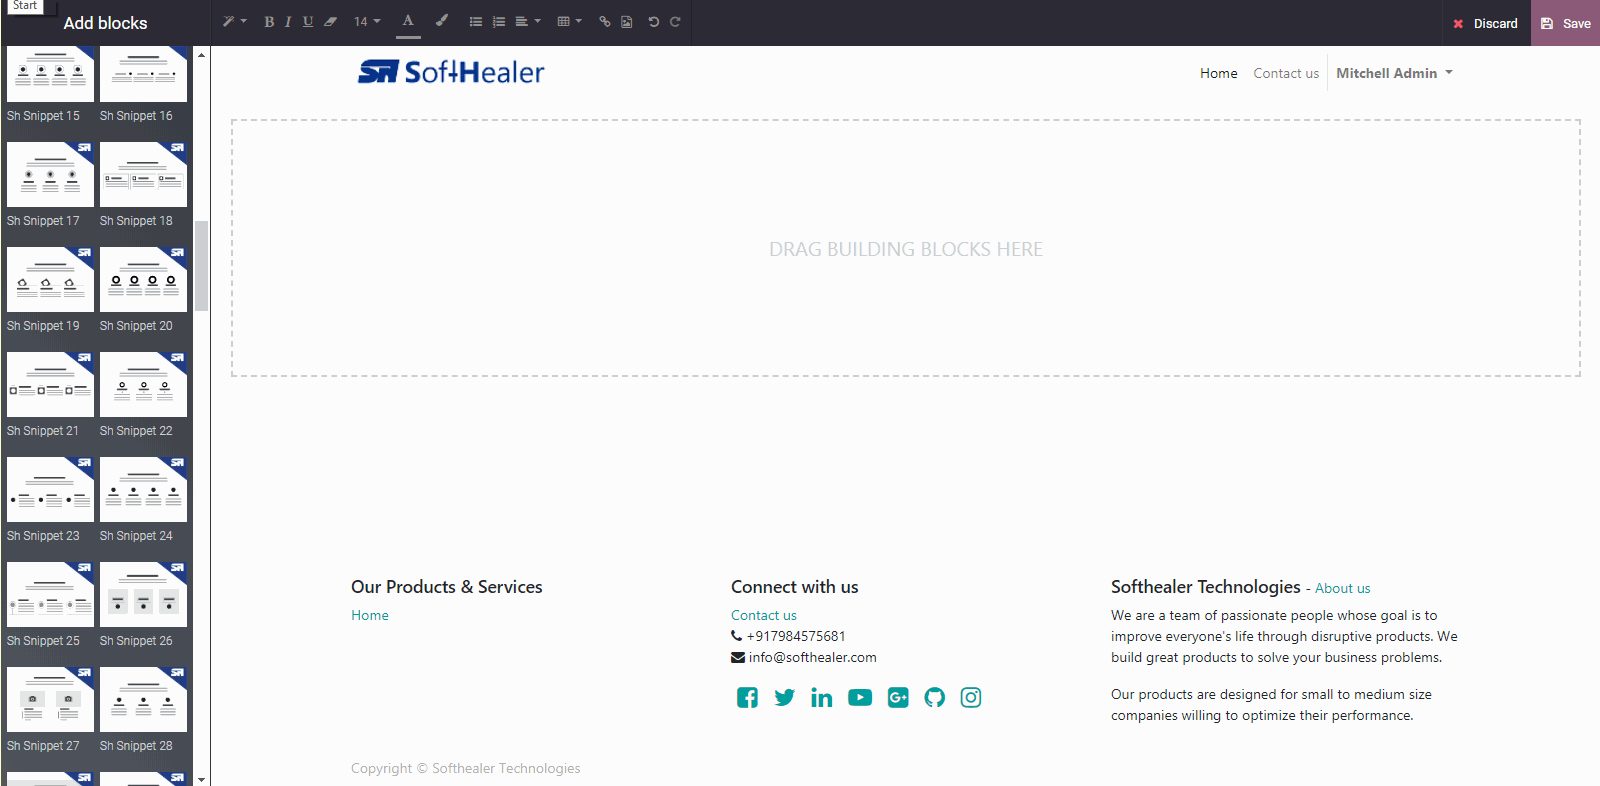 Start
Add blocks
B I U 14 A
Discard
Save
Sh Snippet 15
Sh Snippet 16
Sh Snippet 17
Sh Snippet 18
Sh Snippet 19
Sh Snippet 20
Sh Snippet 21
Sh Snippet 22
Sh Snippet 23
Sh Snippet 24
Sh Snippet 25
Sh Snippet 26
Sh Snippet 27
Sh Snippet 28
SoftHealer
Home
Contact us
Mitchell Admin
DRAG BUILDING BLOCKS HERE
Our Products & Services
Home
Connect with us
Contact us
+917984575681
info@softhealer.com
Softhealer Technologies - About us
We are a team of passionate people whose goal is to
improve everyone's life through disruptive products. We
build great products to solve your business problems.
Our products are designed for small to medium size
companies willing to optimize their performance.
Copyright © Softhealer Technologies